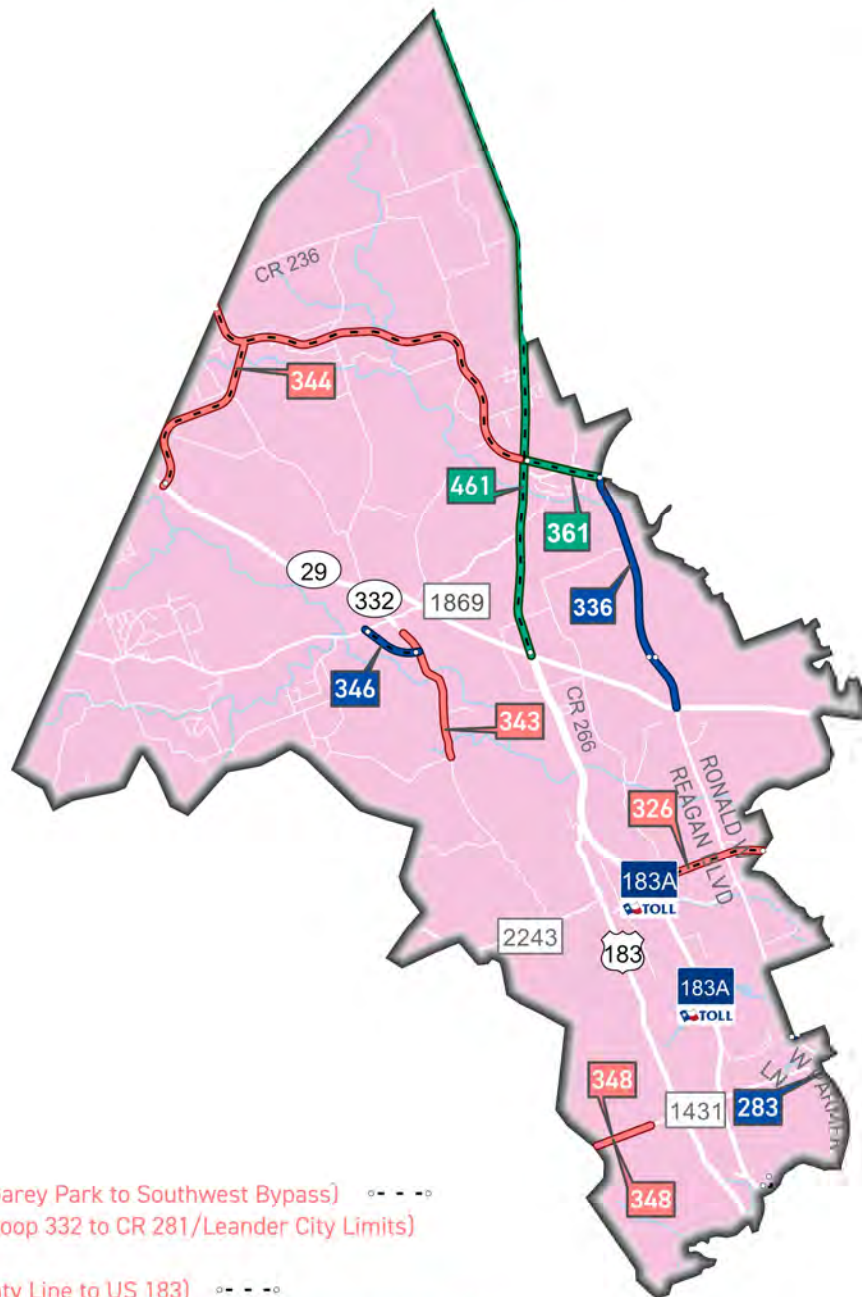 CR 236
344
461
361
29
332
1869
336
346
343
CR 266
326
RONALD W
REAGAN BLVD
183A
TOLL
2243
183
183A
TOLL
348
1431
283
W PARMER
LN
348
arey Park to Southwest Bypass)
oop 332 to CR 281/Leander City Limits)
ty Line to US 183)